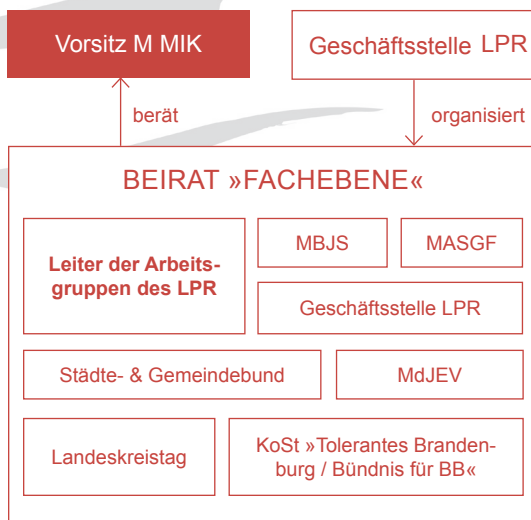 Vorsitz M MIK
Geschäftsstelle LPR
berät
organisiert
BEIRAT »FACHEBENE«
Leiter der Arbeits-
gruppen des LPR
MBJS
MASGF
Geschäftsstelle LPR
Städte- & Gemeindebund
MdJEV
Landeskreistag
KoSt »Tolerantes Branden-
burg / Bündnis für BB«